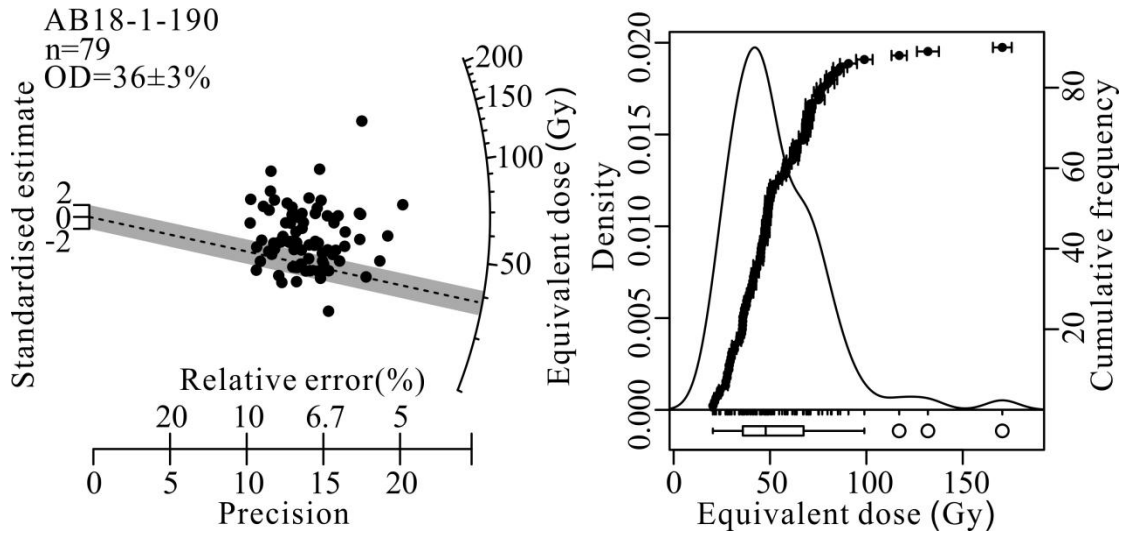 AB18-1-190
n=79
OD=36±3%
Standardised estimate
2
0
-2
200
150
100
50
Equivalent dose (Gy)
Relative error(%)
20 10 6.7 5
0 5 10 15 20
Precision
0.020
0.015
0.010
0.005
0.000
Density
80
60
40
20
Cumulative frequency
0 50 100 150
Equivalent dose (Gy)